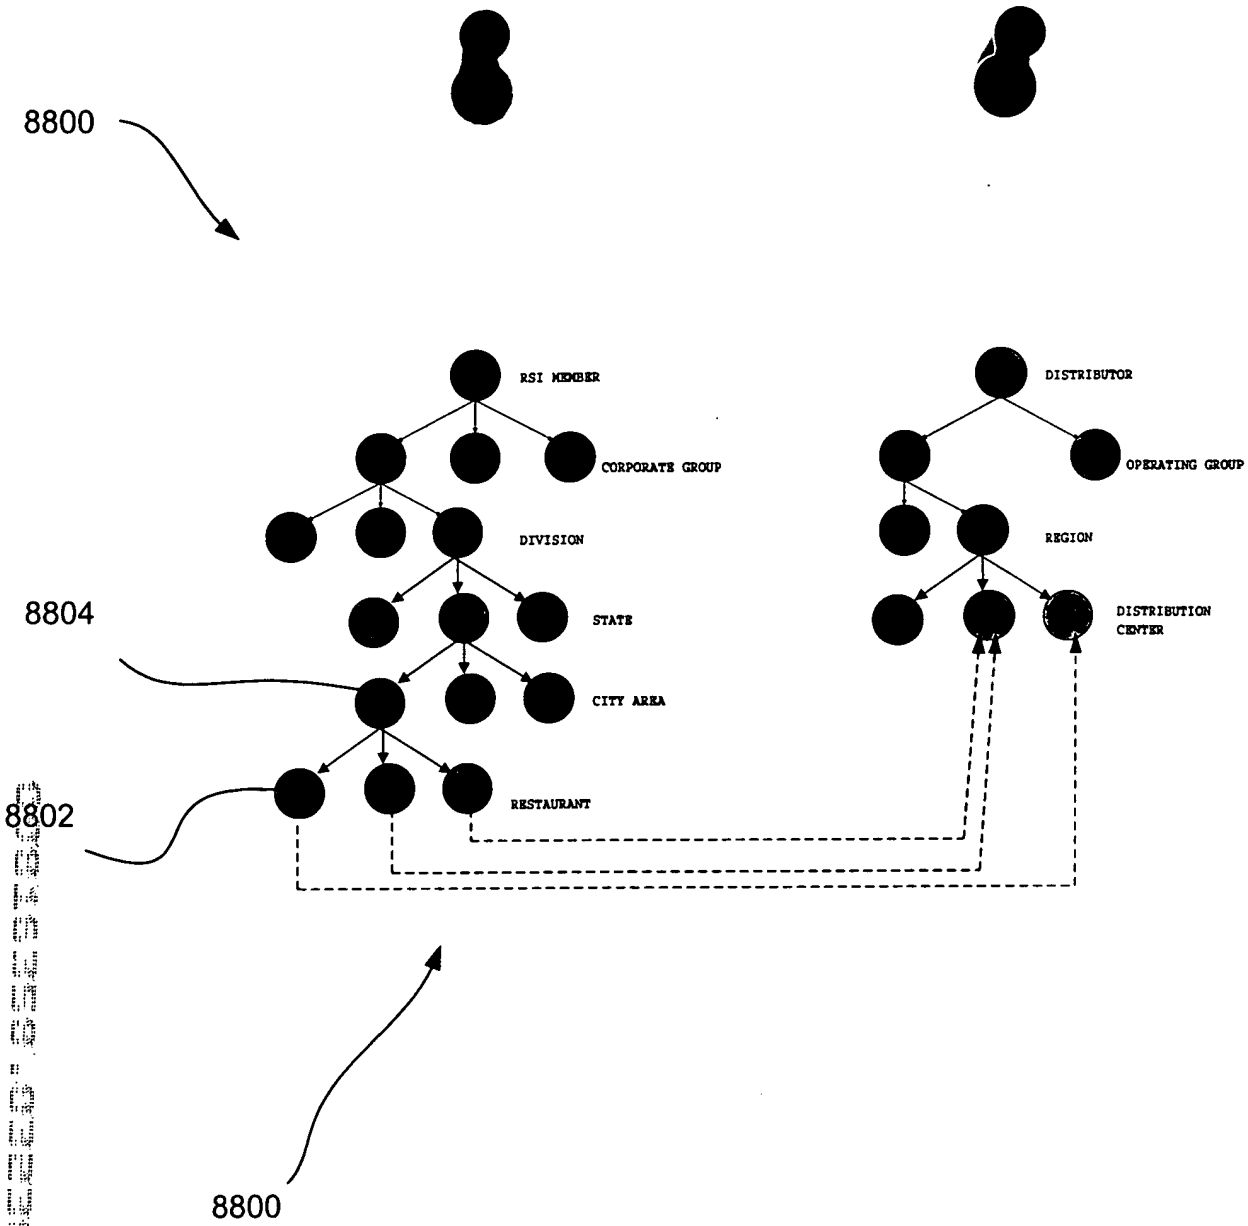 8800
RSI MEMBER
DISTRIBUTOR
CORPORATE GROUP
OPERATING GROUP
DIVISION
REGION
8804
STATE
DISTRIBUTION
CENTER
CITY AREA
8802
RESTAURANT
8800